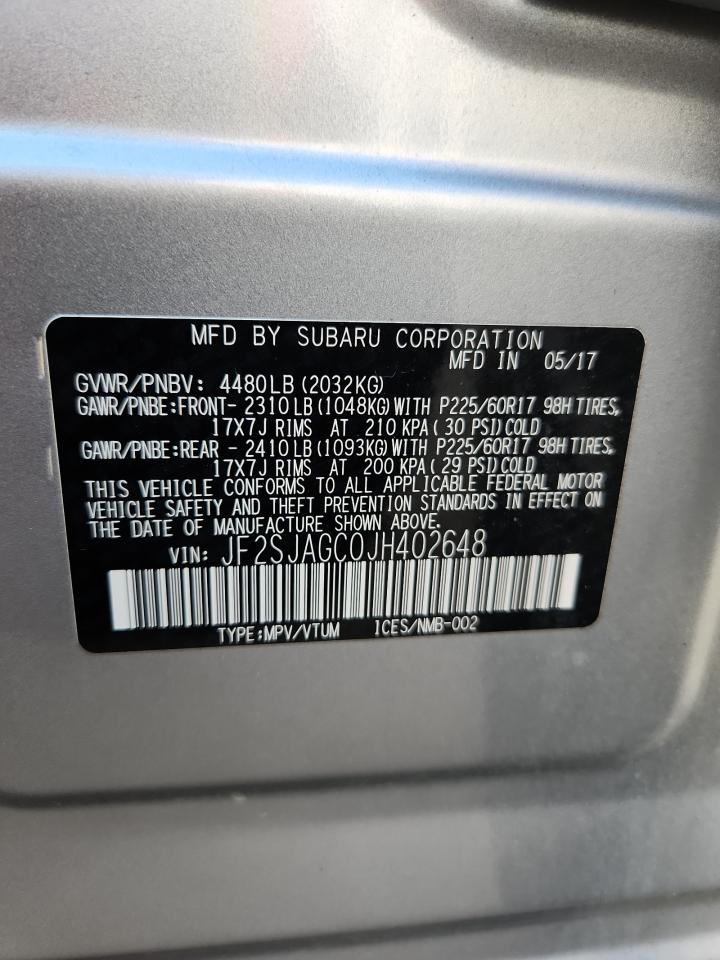 MFD BY SUBARU CORPORATION
MFD IN 05/17
GVWR/PNBV: 4480LB(2032KG)
GAWR/PNBE:FRONT- 2310LB(1048KG)WITH P225/60R17 98H TIRES,
17X7J RIMS AT 210 KPA(30 PSI)COLD
GAWR/PNBE:REAR - 2410LB(1093KG)WITH P225/60R17 98H TIRES,
17X7J RIMS AT 200 KPA(29 PSI)COLD
THIS VEHICLE CONFORMS TO ALL APPLICABLE FEDERAL MOTOR
VEHICLE SAFETY AND THEFT PREVENTION STANDARDS IN EFFECT ON
THE DATE OF MANUFACTURE SHOWN ABOVE.
VIN: JF2SJAGC0JH402648
TYPE:MPV/VTUM ICES/NMB-002